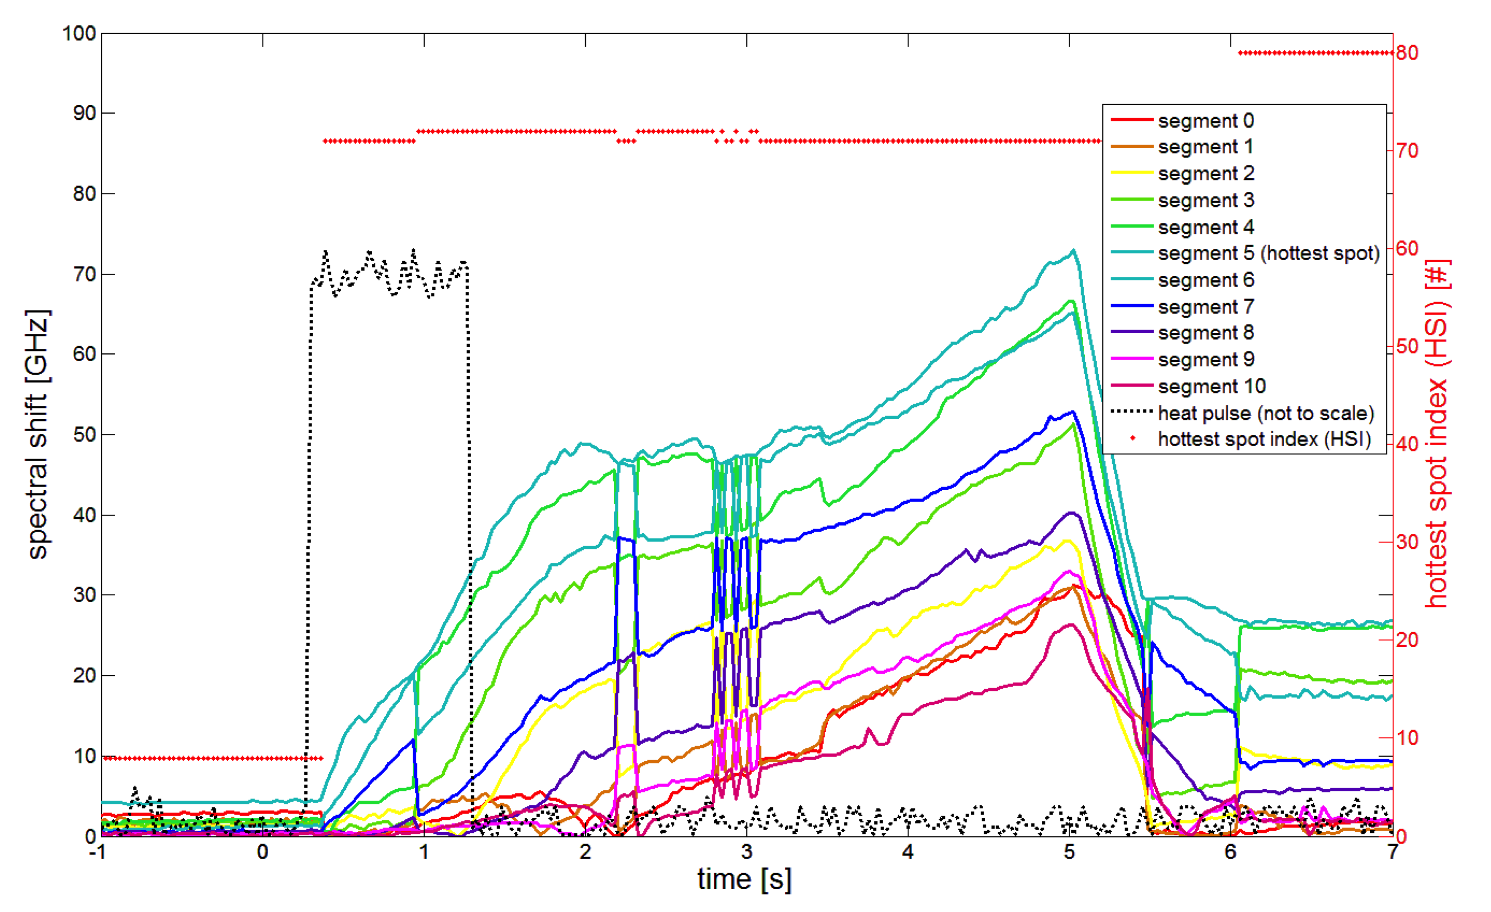 100
90
80
70
60
50
40
30
20
10
0
spectral shift [GHz]
-1
0
1
2
3
4
5
6
7
time [s]
80
70
60
50
40
30
20
10
0
hottest spot index (HSI) [#]
segment 0
segment 1
segment 2
segment 3
segment 4
segment 5 (hottest spot)
segment 6
segment 7
segment 8
segment 9
segment 10
heat pulse (not to scale)
hottest spot index (HSI)